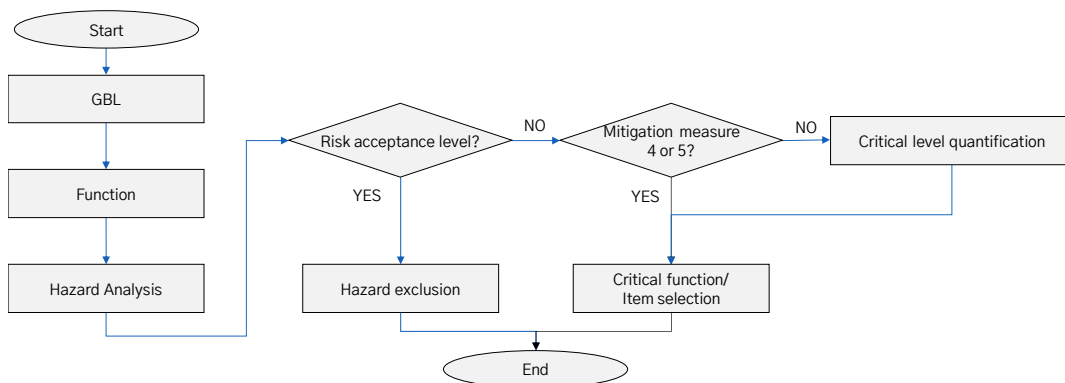 Start
GBL
Function
Hazard Analysis
Risk acceptance level?
NO
YES
Mitigation measure
4 or 5?
NO
YES
Critical level quantification
Hazard exclusion
Critical function/
Item selection
End